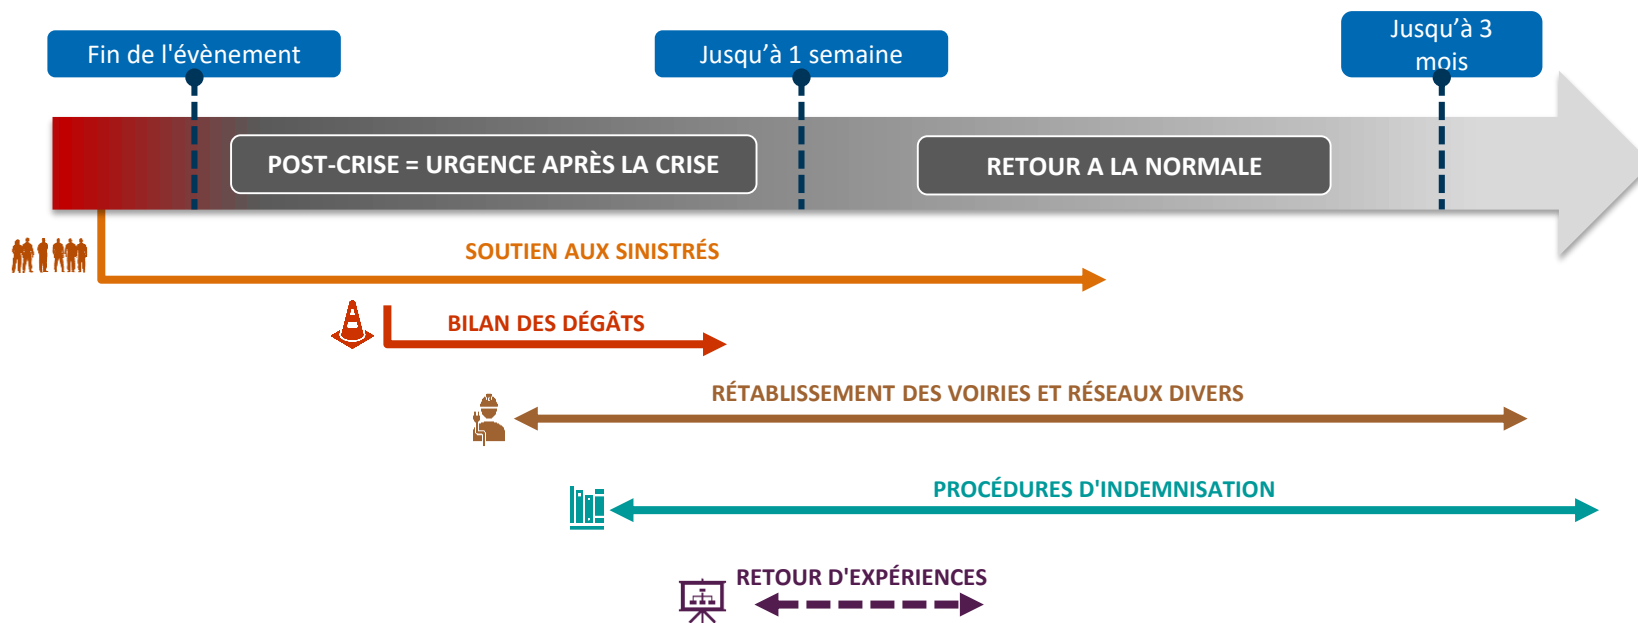 Fin de l'évènement
Jusqu’à 1 semaine
Jusqu’à 3
mois
POST-CRISE = URGENCE APRÈS LA CRISE
RETOUR A LA NORMALE
SOUTIEN AUX SINISTRÉS
BILAN DES DÉGÂTS
RÉTABLISSEMENT DES VOIRIES ET RÉSEAUX DIVERS
PROCÉDURES D'INDEMNISATION
RETOUR D'EXPÉRIENCES